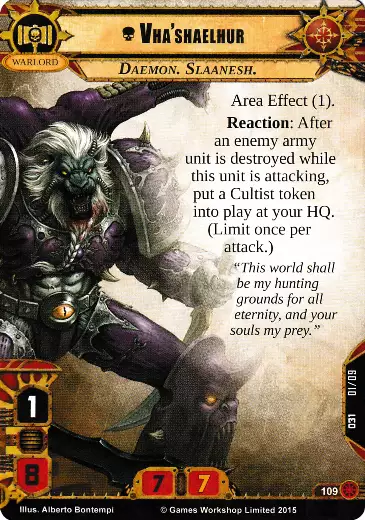 VHA'SHAELHUR
WARLORD
DAEMON. SLAANESH.
Area Effect (1).
Reaction: After
an enemy army
unit is destroyed while
this unit is attacking,
put a Cultist token
into play at your HQ.
(Limit once per
attack.)
“This world shall
be my hunting
grounds for all
eternity, and your
souls my prey.”
1
8
7 7
031 01/09
109
Illus. Alberto Bontempi © Games Workshop Limited 2015